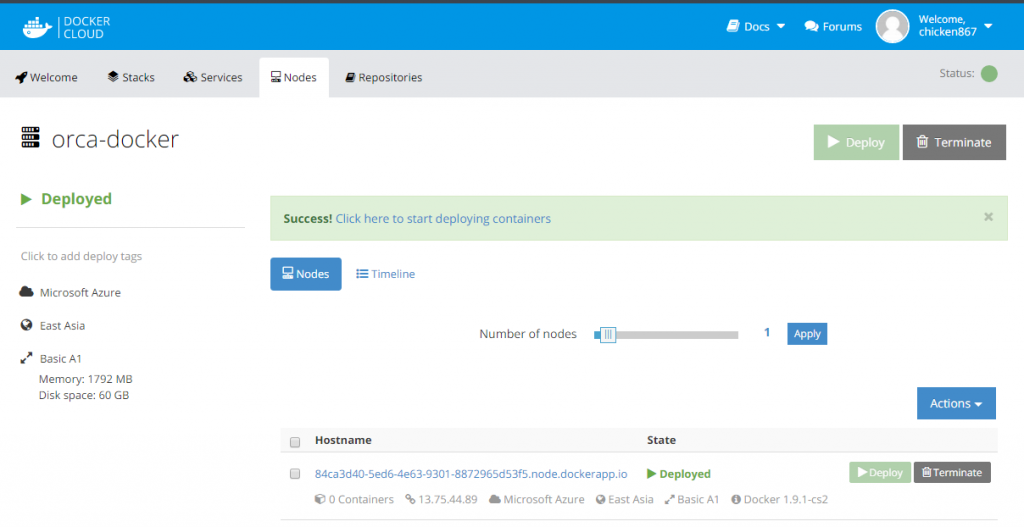 DOCKER
CLOUD
Docs
Forums
Welcome,
chicken867
Welcome
Stacks
Services
Nodes
Repositories
Status:
orca-docker
Deploy
Terminate
Deployed
Success! Click here to start deploying containers
Click to add deploy tags
Microsoft Azure
East Asia
Basic A1
Memory: 1792 MB
Disk space: 60 GB
Nodes
Timeline
Number of nodes
1
Apply
Actions
Hostname
State
84ca3d40-5ed6-4e63-9301-8872965d53f5.node.dockerapp.io
Deployed
Deploy
Terminate
0 Containers
13.75.44.89
Microsoft Azure
East Asia
Basic A1
Docker 1.9.1-cs2